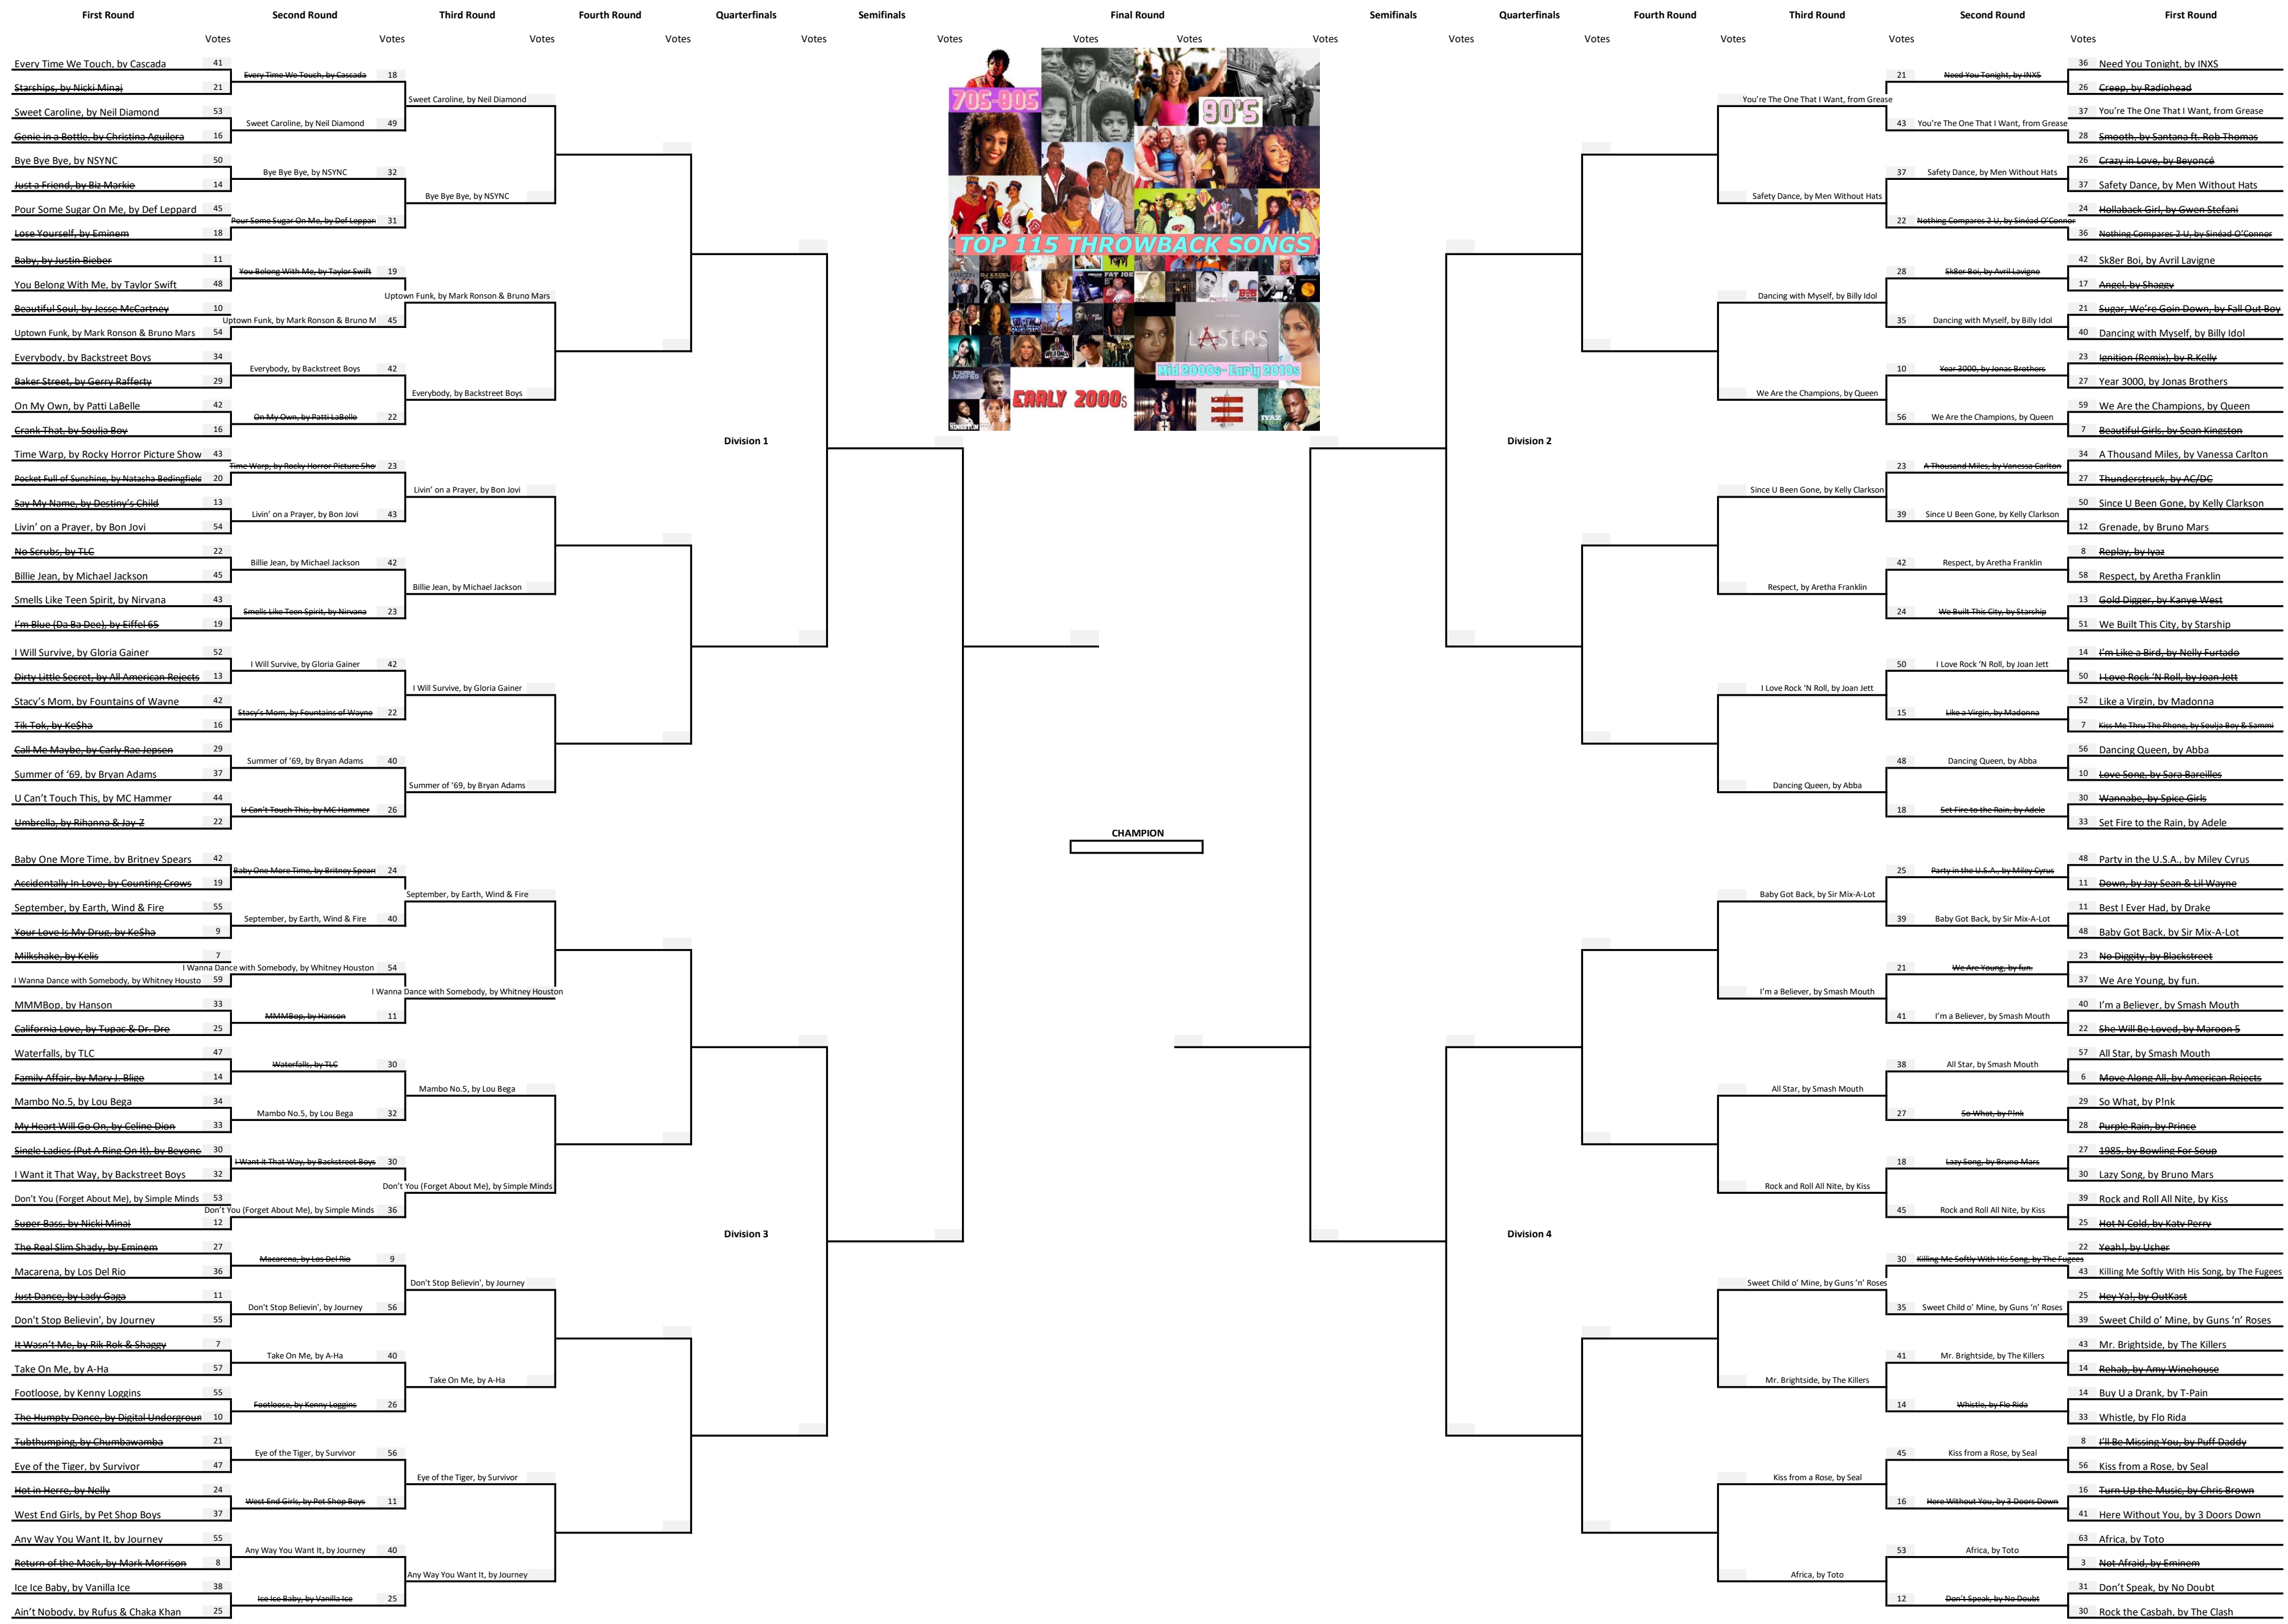 First Round Second Round Third Round Fourth Round Quarterfinals Semifinals Final Round Semifinals Quarterfinals Fourth Round Third Round Second Round First Round
Votes Votes Votes Votes Votes Votes Votes Votes Votes Votes Votes Votes Votes Votes
Every Time We Touch, by Cascada 41
Starships, by Nicki Minaj 21
Sweet Caroline, by Neil Diamond 53
Genie in a Bottle, by Christina Aguilera 16
Bye Bye Bye, by NSYNC 50
Just a Friend, by Biz Markie 14
Pour Some Sugar On Me, by Def Leppard 45
Lose Yourself, by Eminem 18
Baby, by Justin Bieber 11
You Belong With Me, by Taylor Swift 48
Beautiful Soul, by Jesse McCartney 10
Uptown Funk, by Mark Ronson & Bruno Mars 54
Everybody, by Backstreet Boys 34
Baker Street, by Gerry Rafferty 29
On My Own, by Patti LaBelle 42
Crank That, by Soulja Boy 16
Time Warp, by Rocky Horror Picture Show 43
Pocket Full of Sunshine, by Natasha Bedingfield 20
Say My Name, by Destiny's Child 13
Livin' on a Prayer, by Bon Jovi 54
No Scrubs, by TLC 22
Billie Jean, by Michael Jackson 45
Smells Like Teen Spirit, by Nirvana 43
I'm Blue (Da Ba Dee), by Eiffel 65 19
I Will Survive, by Gloria Gainer 52
Dirty Little Secret, by All American Rejects 13
Stacy's Mom, by Fountains of Wayne 42
Tik Tok, by Ke$ha 16
Call Me Maybe, by Carly Rae Jepsen 29
Summer of '69, by Bryan Adams 37
U Can't Touch This, by MC Hammer 44
Umbrella, by Rihanna & Jay-Z 22
Baby One More Time, by Britney Spears 42
Accidentally In Love, by Counting Crows 19
September, by Earth, Wind & Fire 55
Your Love Is My Drug, by Ke$ha 9
Milkshake, by Kelis 7
I Wanna Dance with Somebody, by Whitney Housto 59
MMMBop, by Hanson 33
California Love, by Tupac & Dr. Dre 25
Waterfalls, by TLC 47
Family Affair, by Mary J. Blige 14
Mambo No.5, by Lou Bega 34
My Heart Will Go On, by Celine Dion 33
Single Ladies (Put A Ring On It), by Beyonc 30
I Want it That Way, by Backstreet Boys 32
Don't You (Forget About Me), by Simple Minds 53
Super Bass, by Nicki Minaj 12
The Real Slim Shady, by Eminem 27
Macarena, by Los Del Rio 36
Just Dance, by Lady Gaga 11
Don't Stop Believin', by Journey 55
It Wasn't Me, by Rik Rok & Shaggy 7
Take On Me, by A-Ha 57
Footloose, by Kenny Loggins 55
The Humpty Dance, by Digital Undergroun 10
Tubthumping, by Chumbawamba 21
Eye of the Tiger, by Survivor 47
Hot in Herre, by Nelly 24
West End Girls, by Pet Shop Boys 37
Any Way You Want It, by Journey 55
Return of the Mack, by Mark Morrison 8
Ice Ice Baby, by Vanilla Ice 38
Ain't Nobody, by Rufus & Chaka Khan 25
Every Time We Touch, by Cascada 18
Sweet Caroline, by Neil Diamond 49
Bye Bye Bye, by NSYNC 32
Pour Some Sugar On Me, by Def Leppar 31
You Belong With Me, by Taylor Swift 19
Uptown Funk, by Mark Ronson & Bruno M 45
Everybody, by Backstreet Boys 42
On My Own, by Patti LaBelle 22
Time Warp, by Rocky Horror Picture Sho 23
Livin' on a Prayer, by Bon Jovi 43
Billie Jean, by Michael Jackson 42
Smells Like Teen Spirit, by Nirvana 23
I Will Survive, by Gloria Gainer 42
Stacy's Mom, by Fountains of Wayne 22
Summer of '69, by Bryan Adams 40
U Can't Touch This, by MC Hammer 26
Baby One More Time, by Britney Spears 24
September, by Earth, Wind & Fire 40
I Wanna Dance with Somebody, by Whitney Houston 54
MMMBop, by Hanson 11
Waterfalls, by TLC 30
Mambo No.5, by Lou Bega 32
I Want it That Way, by Backstreet Boys 30
Don't You (Forget About Me), by Simple Minds 36
Macarena, by Los Del Rio 9
Don't Stop Believin', by Journey 56
Take On Me, by A-Ha 40
Footloose, by Kenny Loggins 26
Eye of the Tiger, by Survivor 56
West End Girls, by Pet Shop Boys 11
Any Way You Want It, by Journey 40
Ice Ice Baby, by Vanilla Ice 25
Sweet Caroline, by Neil Diamond
Bye Bye Bye, by NSYNC
Uptown Funk, by Mark Ronson & Bruno Mars
Everybody, by Backstreet Boys
Livin' on a Prayer, by Bon Jovi
Billie Jean, by Michael Jackson
I Will Survive, by Gloria Gainer
Summer of '69, by Bryan Adams
September, by Earth, Wind & Fire
I Wanna Dance with Somebody, by Whitney Houston
Mambo No.5, by Lou Bega
Don't You (Forget About Me), by Simple Minds
Don't Stop Believin', by Journey
Take On Me, by A-Ha
Eye of the Tiger, by Survivor
Any Way You Want It, by Journey
Division 1
Division 3
70S-80S
90'S
TOP 115 THROWBACK SONGS
FAT JOE
LASERS
Mid 2000s- Early 2010s
JUSTIFIED
EARLY 2000s
IYAZ
CHAMPION
Division 2
Division 4
You're The One That I Want, from Grease
Safety Dance, by Men Without Hats
Dancing with Myself, by Billy Idol
We Are the Champions, by Queen
Since U Been Gone, by Kelly Clarkson
Respect, by Aretha Franklin
I Love Rock 'N Roll, by Joan Jett
Dancing Queen, by Abba
Baby Got Back, by Sir Mix-A-Lot
I'm a Believer, by Smash Mouth
All Star, by Smash Mouth
Rock and Roll All Nite, by Kiss
Sweet Child o' Mine, by Guns 'n' Roses
Mr. Brightside, by The Killers
Kiss from a Rose, by Seal
Africa, by Toto
21 Need You Tonight, by INXS
43 You're The One That I Want, from Grease
37 Safety Dance, by Men Without Hats
22 Nothing Compares 2 U, by Sinéad O'Connor
28 Sk8er Boi, by Avril Lavigne
35 Dancing with Myself, by Billy Idol
10 Year 3000, by Jonas Brothers
56 We Are the Champions, by Queen
23 A Thousand Miles, by Vanessa Carlton
39 Since U Been Gone, by Kelly Clarkson
42 Respect, by Aretha Franklin
24 We Built This City, by Starship
50 I Love Rock 'N Roll, by Joan Jett
15 Like a Virgin, by Madonna
48 Dancing Queen, by Abba
18 Set Fire to the Rain, by Adele
25 Party in the U.S.A., by Miley Cyrus
39 Baby Got Back, by Sir Mix-A-Lot
21 We Are Young, by fun.
41 I'm a Believer, by Smash Mouth
38 All Star, by Smash Mouth
27 So What, by P!nk
18 Lazy Song, by Bruno Mars
45 Rock and Roll All Nite, by Kiss
30 Killing Me Softly With His Song, by The Fugees
35 Sweet Child o' Mine, by Guns 'n' Roses
41 Mr. Brightside, by The Killers
14 Whistle, by Flo Rida
45 Kiss from a Rose, by Seal
16 Here Without You, by 3 Doors Down
53 Africa, by Toto
12 Don't Speak, by No Doubt
36 Need You Tonight, by INXS
26 Creep, by Radiohead
37 You're The One That I Want, from Grease
28 Smooth, by Santana ft. Rob Thomas
26 Crazy in Love, by Beyoncé
37 Safety Dance, by Men Without Hats
24 Hollaback Girl, by Gwen Stefani
36 Nothing Compares 2 U, by Sinéad O'Connor
42 Sk8er Boi, by Avril Lavigne
17 Angel, by Shaggy
21 Sugar, We're Goin Down, by Fall Out Boy
40 Dancing with Myself, by Billy Idol
23 Ignition (Remix), by R.Kelly
27 Year 3000, by Jonas Brothers
59 We Are the Champions, by Queen
7 Beautiful Girls, by Sean Kingston
34 A Thousand Miles, by Vanessa Carlton
27 Thunderstruck, by AC/DC
50 Since U Been Gone, by Kelly Clarkson
12 Grenade, by Bruno Mars
8 Replay, by Iyaz
58 Respect, by Aretha Franklin
13 Gold Digger, by Kanye West
51 We Built This City, by Starship
14 I'm Like a Bird, by Nelly Furtado
50 I Love Rock 'N Roll, by Joan Jett
52 Like a Virgin, by Madonna
7 Kiss Me Thru The Phone, by Soulja Boy & Sammi
56 Dancing Queen, by Abba
10 Love Song, by Sara Bareilles
30 Wannabe, by Spice Girls
33 Set Fire to the Rain, by Adele
48 Party in the U.S.A., by Miley Cyrus
11 Down, by Jay Sean & Lil Wayne
11 Best I Ever Had, by Drake
48 Baby Got Back, by Sir Mix-A-Lot
23 No Diggity, by Blackstreet
37 We Are Young, by fun.
40 I'm a Believer, by Smash Mouth
22 She Will Be Loved, by Maroon 5
57 All Star, by Smash Mouth
6 Move Along All, by American Rejects
29 So What, by P!nk
28 Purple Rain, by Prince
27 1985, by Bowling For Soup
30 Lazy Song, by Bruno Mars
39 Rock and Roll All Nite, by Kiss
25 Hot N Cold, by Katy Perry
22 Yeah!, by Usher
43 Killing Me Softly With His Song, by The Fugees
25 Hey Ya!, by OutKast
39 Sweet Child o' Mine, by Guns 'n' Roses
43 Mr. Brightside, by The Killers
14 Rehab, by Amy Winehouse
14 Buy U a Drank, by T-Pain
33 Whistle, by Flo Rida
8 I'll Be Missing You, by Puff Daddy
56 Kiss from a Rose, by Seal
16 Turn Up the Music, by Chris Brown
41 Here Without You, by 3 Doors Down
63 Africa, by Toto
3 Not Afraid, by Eminem
31 Don't Speak, by No Doubt
30 Rock the Casbah, by The Clash